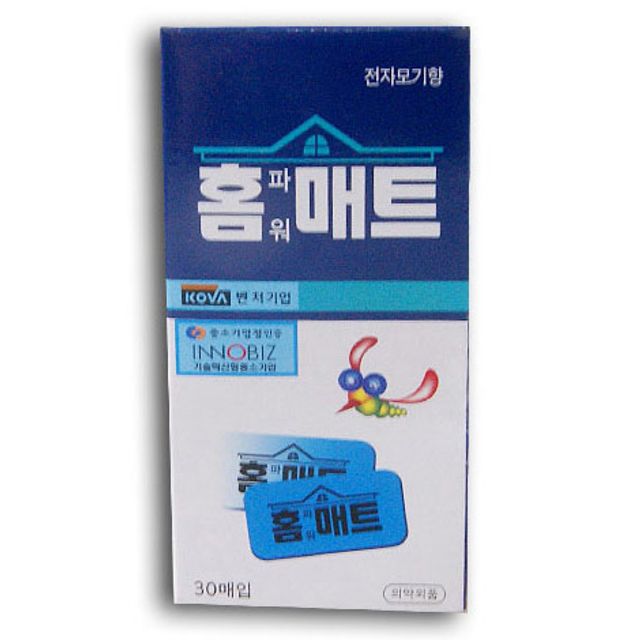 전자모기향
홈파워매트
KOVA 벤처기업
중소기업청인증
INNOBIZ
기술혁신형중소기업
홈파워매트
홈파워매트
30매입
의약외품